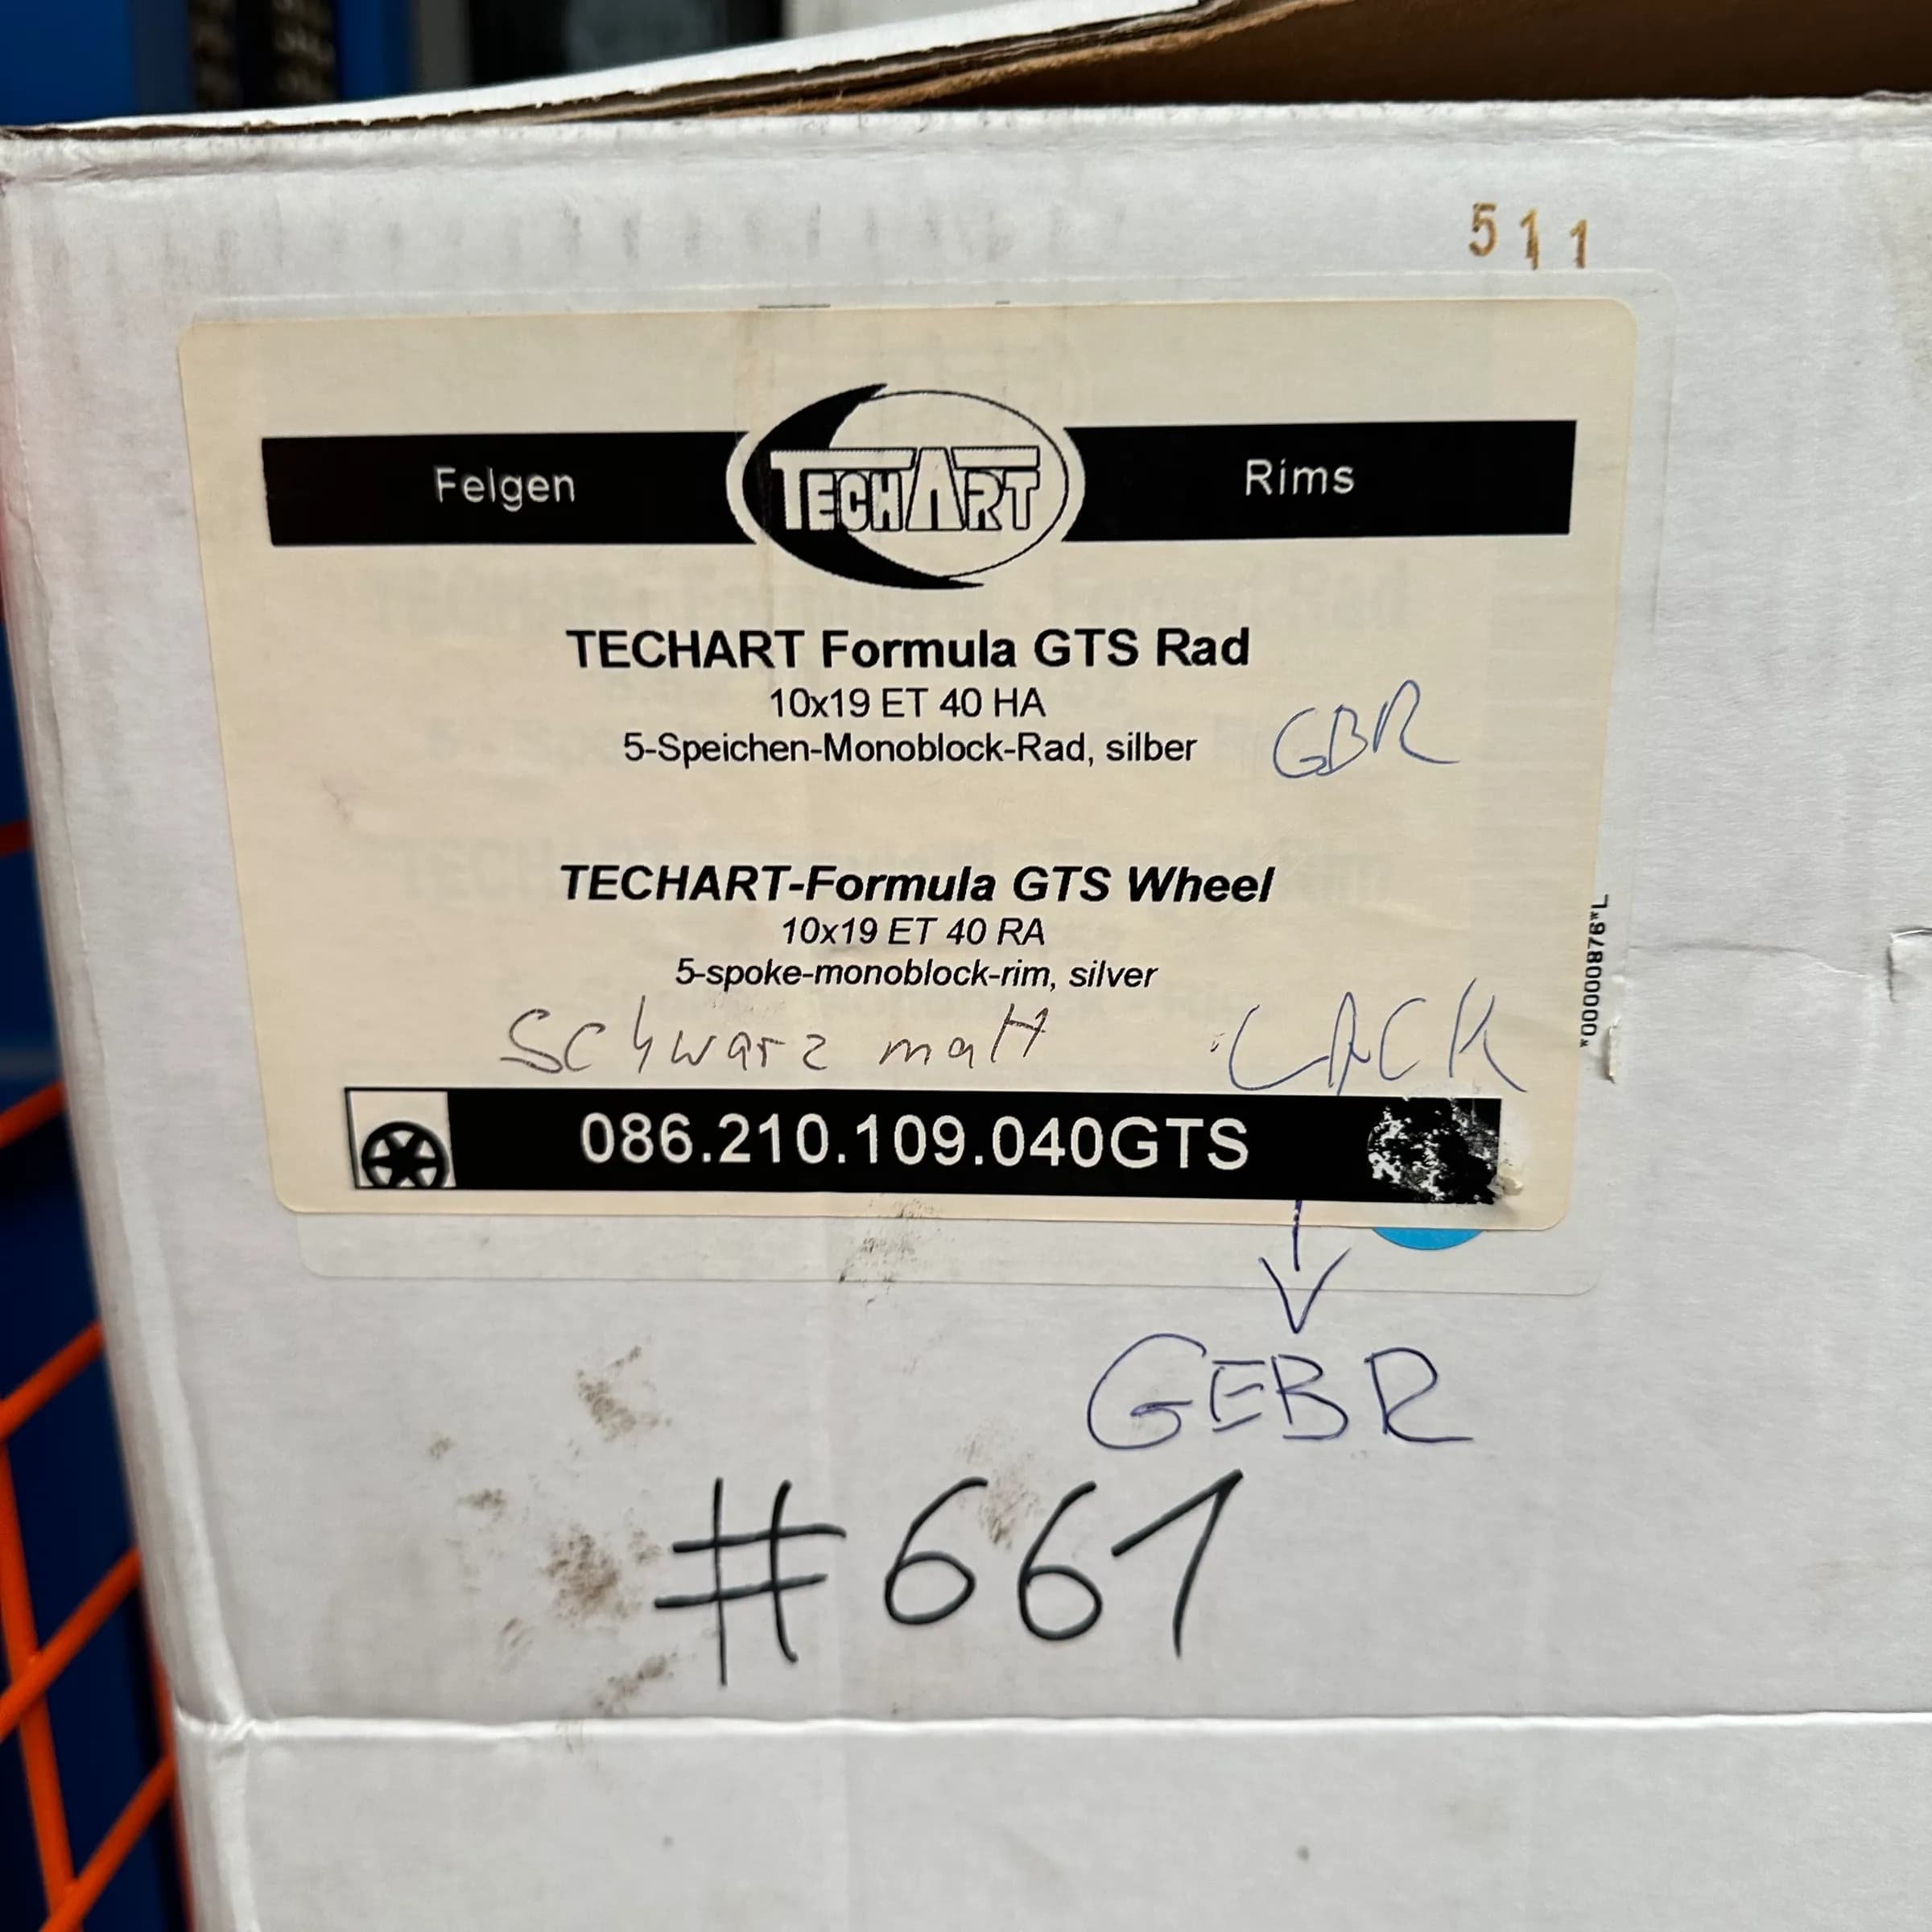 511
Felgen
TECHART
Rims
TECHART Formula GTS Rad
10x19 ET 40 HA
5-Speichen-Monoblock-Rad, silber
GBR
TECHART-Formula GTS Wheel
10x19 ET 40 RA
5-spoke-monoblock-rim, silver
Schwarz matt
LACK
*0000876*L
086.210.109.040GTS
GEBR
#661